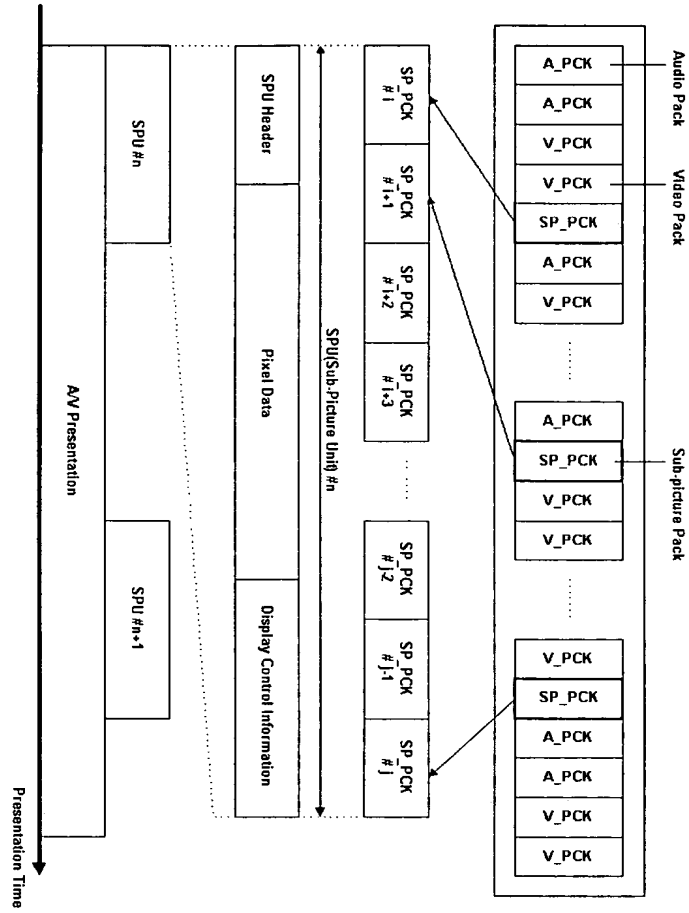 Audio Pack
Video Pack
Sub-picture Pack
A_PCK
A_PCK
V_PCK
V_PCK
SP_PCK
A_PCK
V_PCK
A_PCK
SP_PCK
V_PCK
V_PCK
V_PCK
SP_PCK
A_PCK
A_PCK
V_PCK
V_PCK
SP_PCK
# i
SP_PCK
# i+1
SP_PCK
# i+2
SP_PCK
# i+3
SP_PCK
# j-2
SP_PCK
# j-1
SP_PCK
# j
SPU(Sub-Picture Unit) #n
SPU Header
Pixel Data
Display Control Information
SPU #n
SPU #n+1
A/V Presentation
Presentation Time